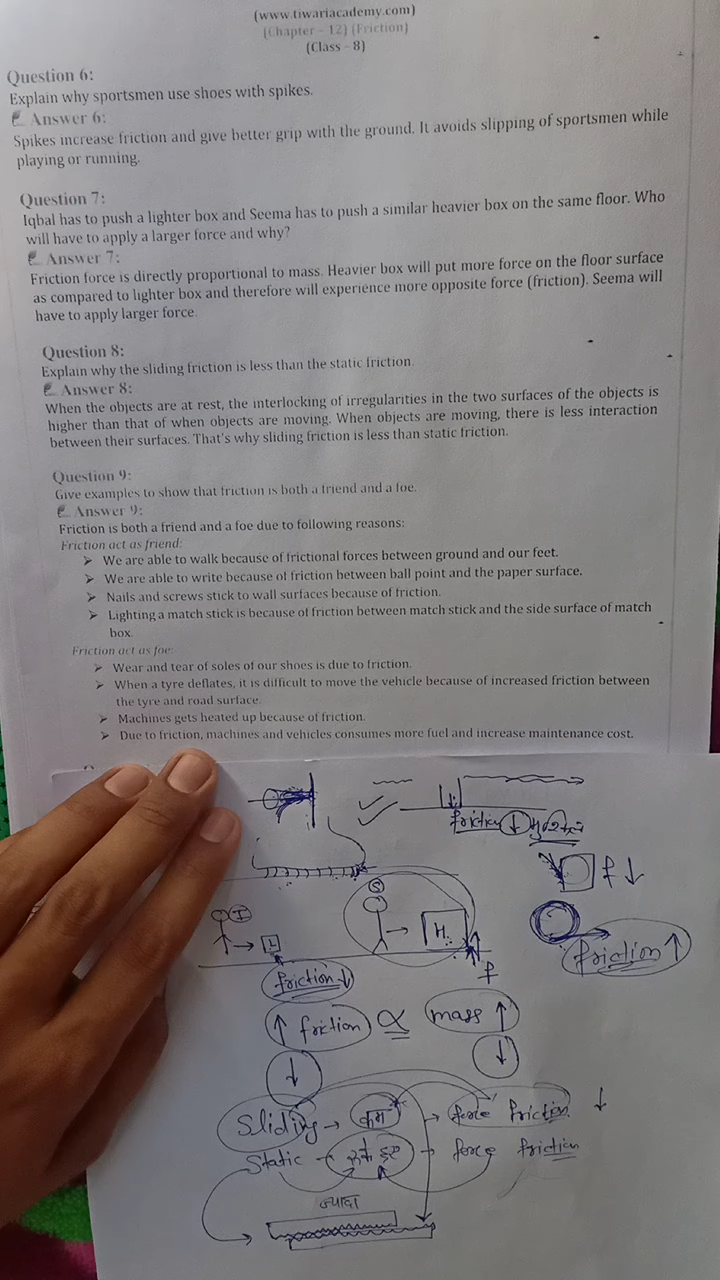 (www.tiwariacademy.com)
(Chapter – 12) (Friction)
(Class – 8)
Question 6:
Explain why sportsmen use shoes with spikes.
Answer 6:
Spikes increase friction and give better grip with the ground. It avoids slipping of sportsmen while
playing or running.
Question 7:
Iqbal has to push a lighter box and Seema has to push a similar heavier box on the same floor. Who
will have to apply a larger force and why?
Answer 7:
Friction force is directly proportional to mass. Heavier box will put more force on the floor surface
as compared to lighter box and therefore will experience more opposite force (friction). Seema will
have to apply larger force.
Question 8:
Explain why the sliding friction is less than the static friction.
Answer 8:
When the objects are at rest, the interlocking of irregularities in the two surfaces of the objects is
higher than that of when objects are moving. When objects are moving, there is less interaction
between their surfaces. That's why sliding friction is less than static friction.
Question 9:
Give examples to show that friction is both a friend and a foe.
Answer 9:
Friction is both a friend and a foe due to following reasons:
Friction act as friend:
➢ We are able to walk because of frictional forces between ground and our feet.
➢ We are able to write because of friction between ball point and the paper surface.
➢ Nails and screws stick to wall surfaces because of friction.
➢ Lighting a match stick is because of friction between match stick and the side surface of match
box.
Friction act as foe:
➢ Wear and tear of soles of our shoes is due to friction.
➢ When a tyre deflates, it is difficult to move the vehicle because of increased friction between
the tyre and road surface.
➢ Machines gets heated up because of friction.
➢ Due to friction, machines and vehicles consumes more fuel and increase maintenance cost.
friction ↓
f ↓
S
I
L
H.
friction ↑
f
friction ↓
↑ friction ∝ mass ↑
↓ ↓
Sliding → कम → force friction ↓
Static → → force friction
ज्यादा